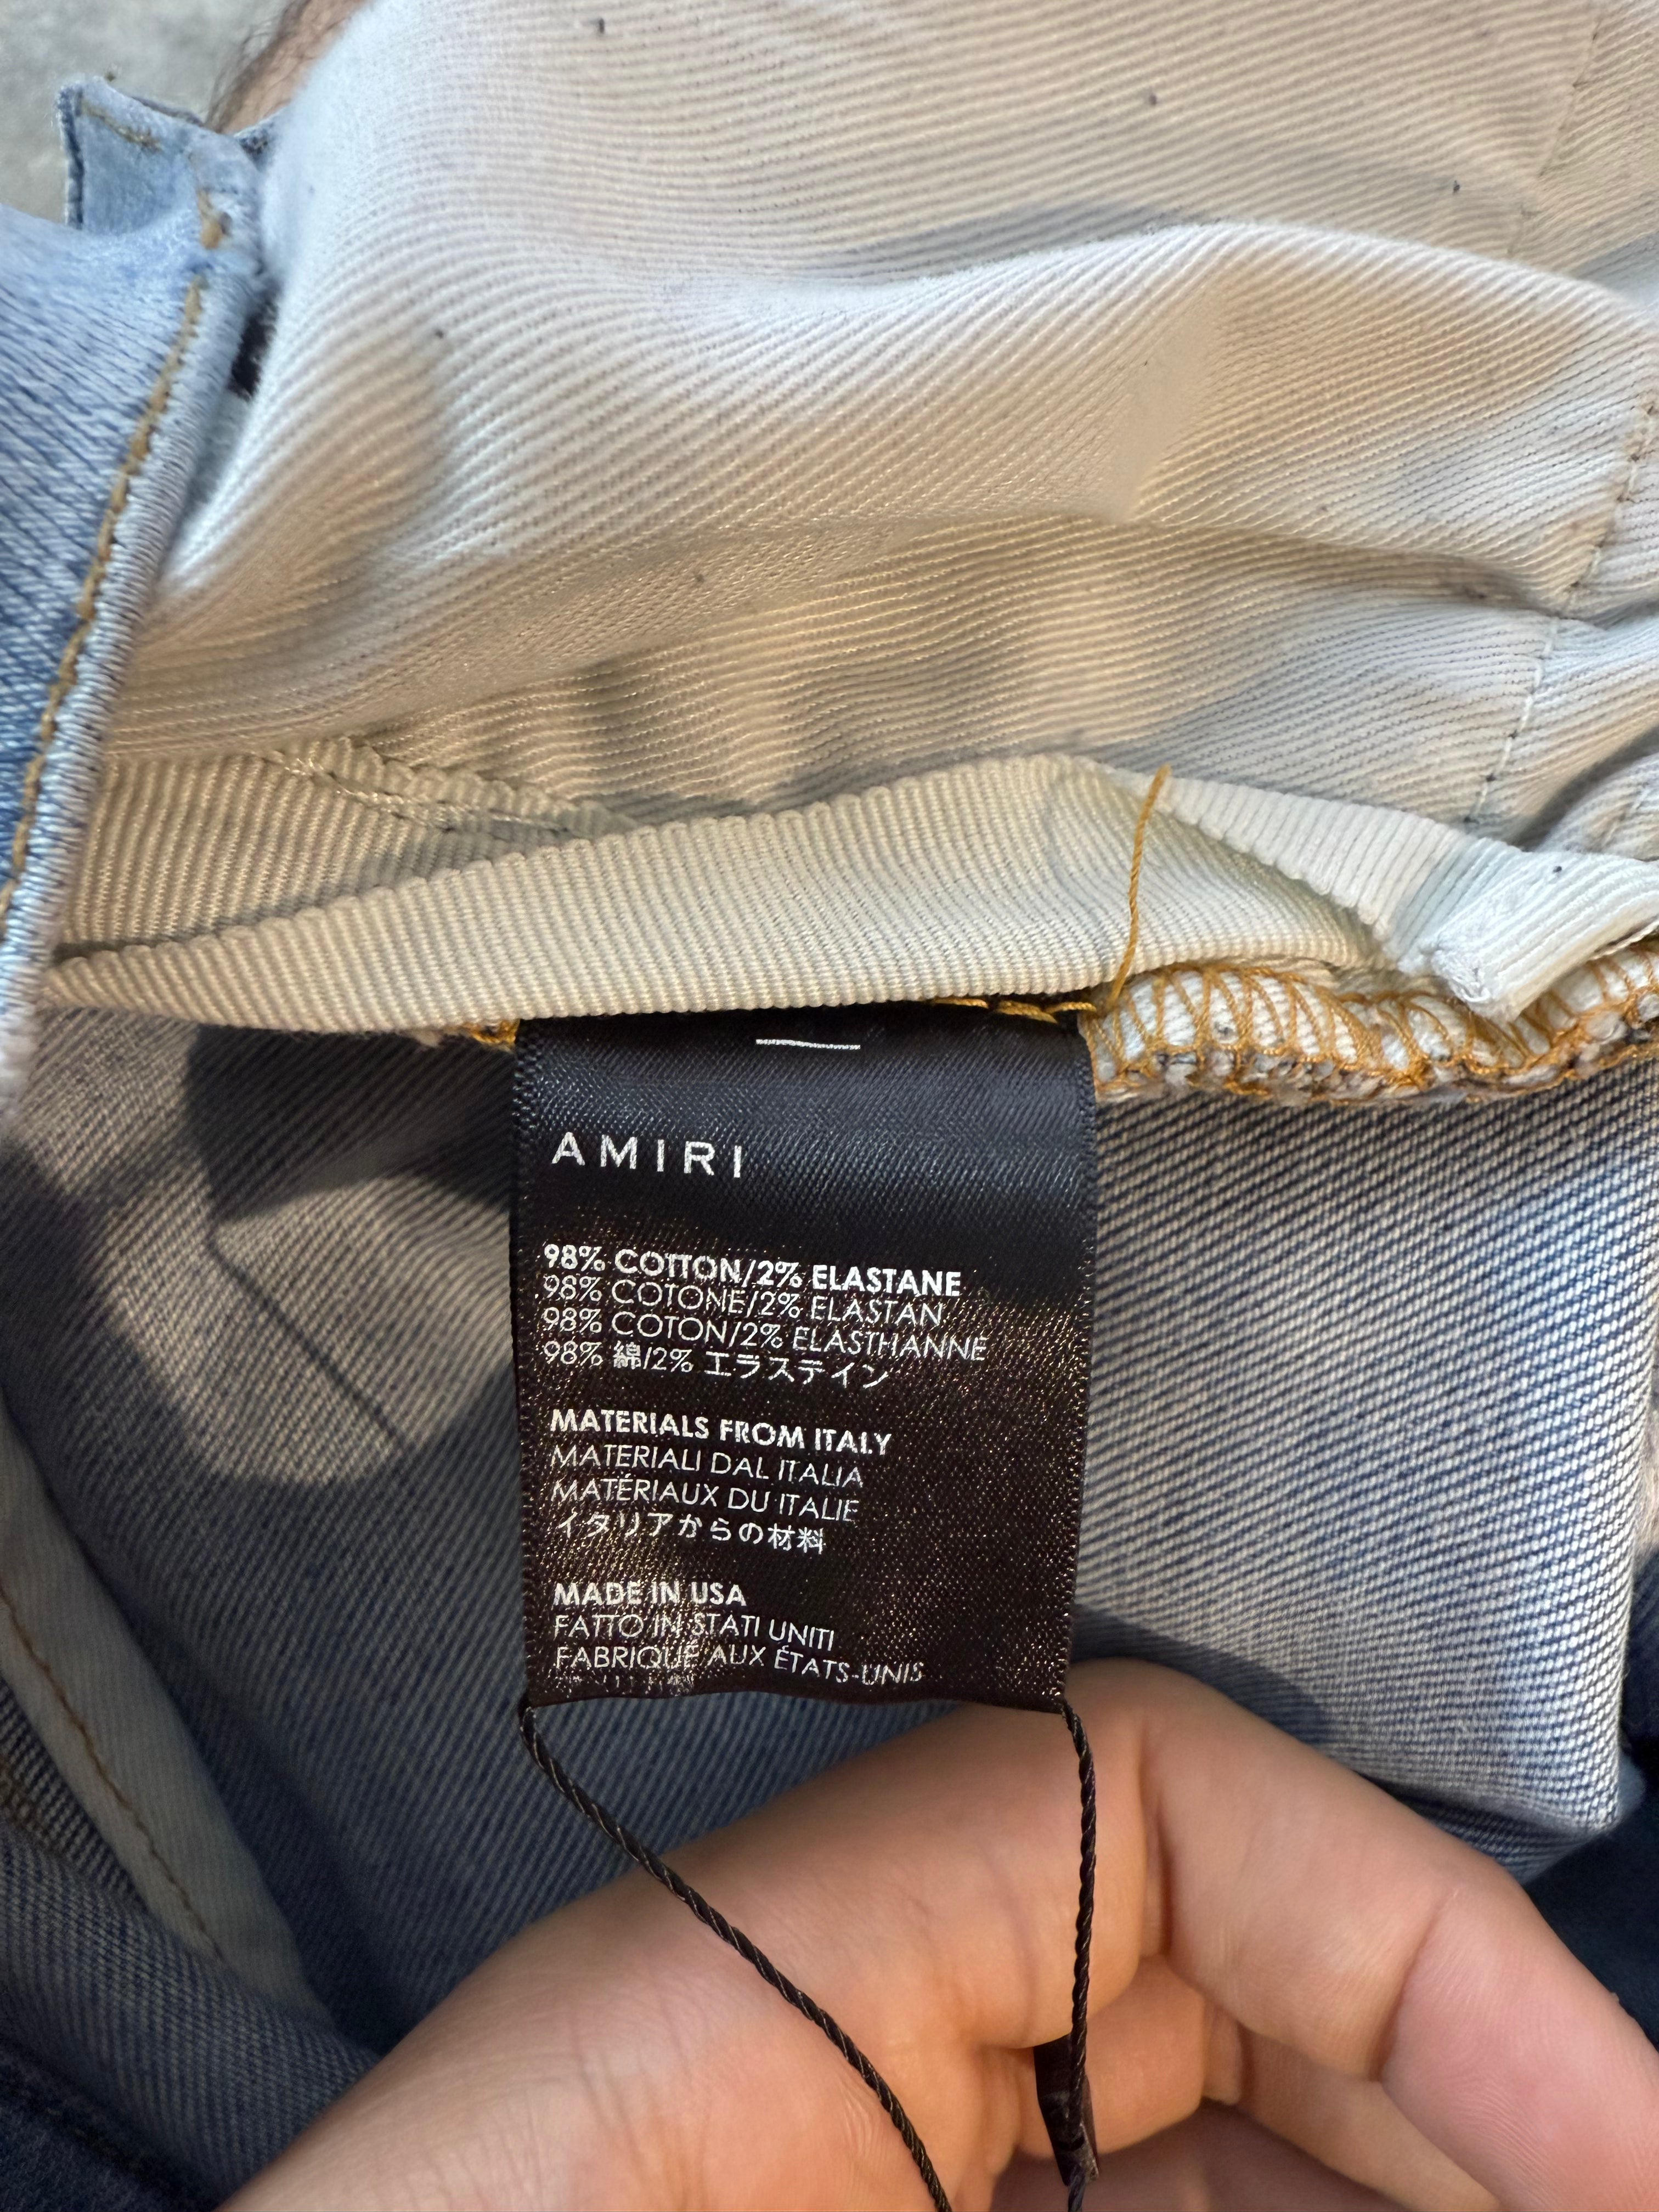 AMIRI
98% COTTON/2% ELASTANE
98% COTONE/2% ELASTAN
98% COTON/2% ELASTHANNE
98% 綿/2% エラステイン
MATERIALS FROM ITALY
MATERIALI DAL ITALIA
MATÉRIAUX DU ITALIE
イタリアからの材料
MADE IN USA
FATTO IN STATI UNITI
FABRIQUÉ AUX ÉTATS-UNIS